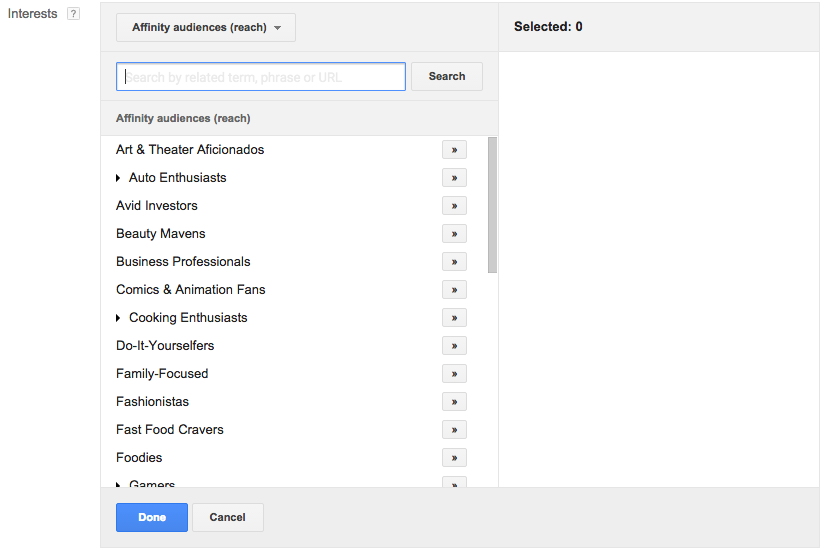 Interests ?
Affinity audiences (reach)
Selected: 0
Search by related term, phrase or URL
Search
Affinity audiences (reach)
Art & Theater Aficionados »
Auto Enthusiasts »
Avid Investors »
Beauty Mavens »
Business Professionals »
Comics & Animation Fans »
Cooking Enthusiasts »
Do-It-Yourselfers »
Family-Focused »
Fashionistas »
Fast Food Cravers »
Foodies »
Gamers »
Done
Cancel